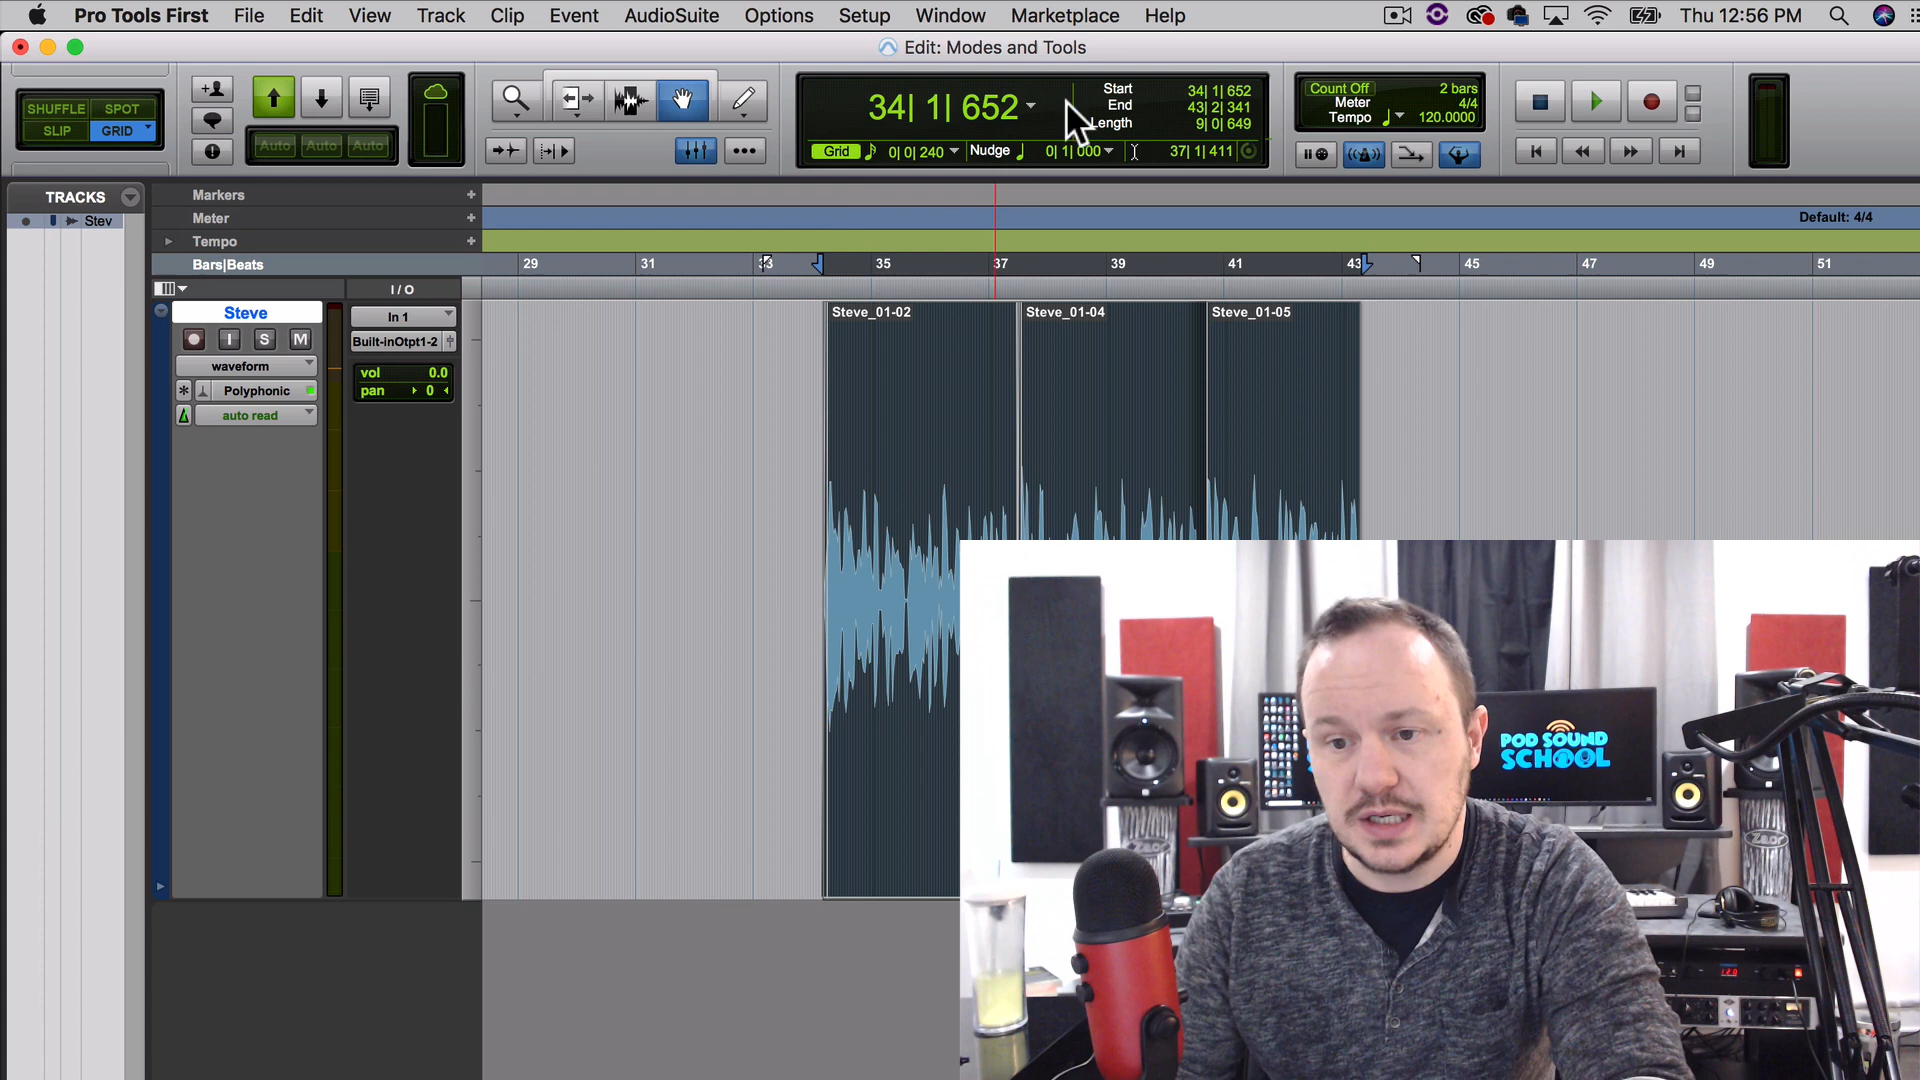 Pro Tools First File Edit View Track Clip Event AudioSuite Options Setup Window Marketplace Help Thu 12:56 PM
Edit: Modes and Tools
SHUFFLE SPOT
SLIP GRID
Auto Auto Auto
34| 1| 652
Start 34| 1| 652
End 43| 2| 341
Length 9| 0| 649
Grid 0| 0| 240 Nudge 0| 1| 000 37| 1| 411
Count Off 2 bars
Meter 4/4
Tempo 120.0000
TRACKS
Stev
Markers
Meter Default: 4/4
Tempo
Bars|Beats 29 31 33 35 37 39 41 43 45 47 49 51
I / O
Steve
In 1
I S M
Built-inOtpt1-2
waveform
vol 0.0
Polyphonic
pan 0
auto read
Steve_01-02 Steve_01-04 Steve_01-05
POD SOUND
SCHOOL